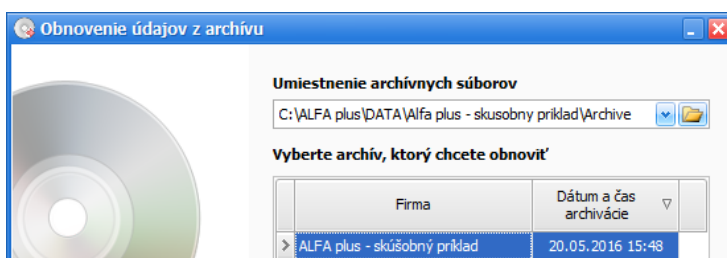 Obnovenie údajov z archívu
Umiestnenie archívnych súborov
C:\ALFA plus\DATA\Alfa plus - skusobny priklad\Archive
Vyberte archív, ktorý chcete obnoviť
Firma
Dátum a čas
archivácie
ALFA plus - skúšobný príklad 20.05.2016 15:48